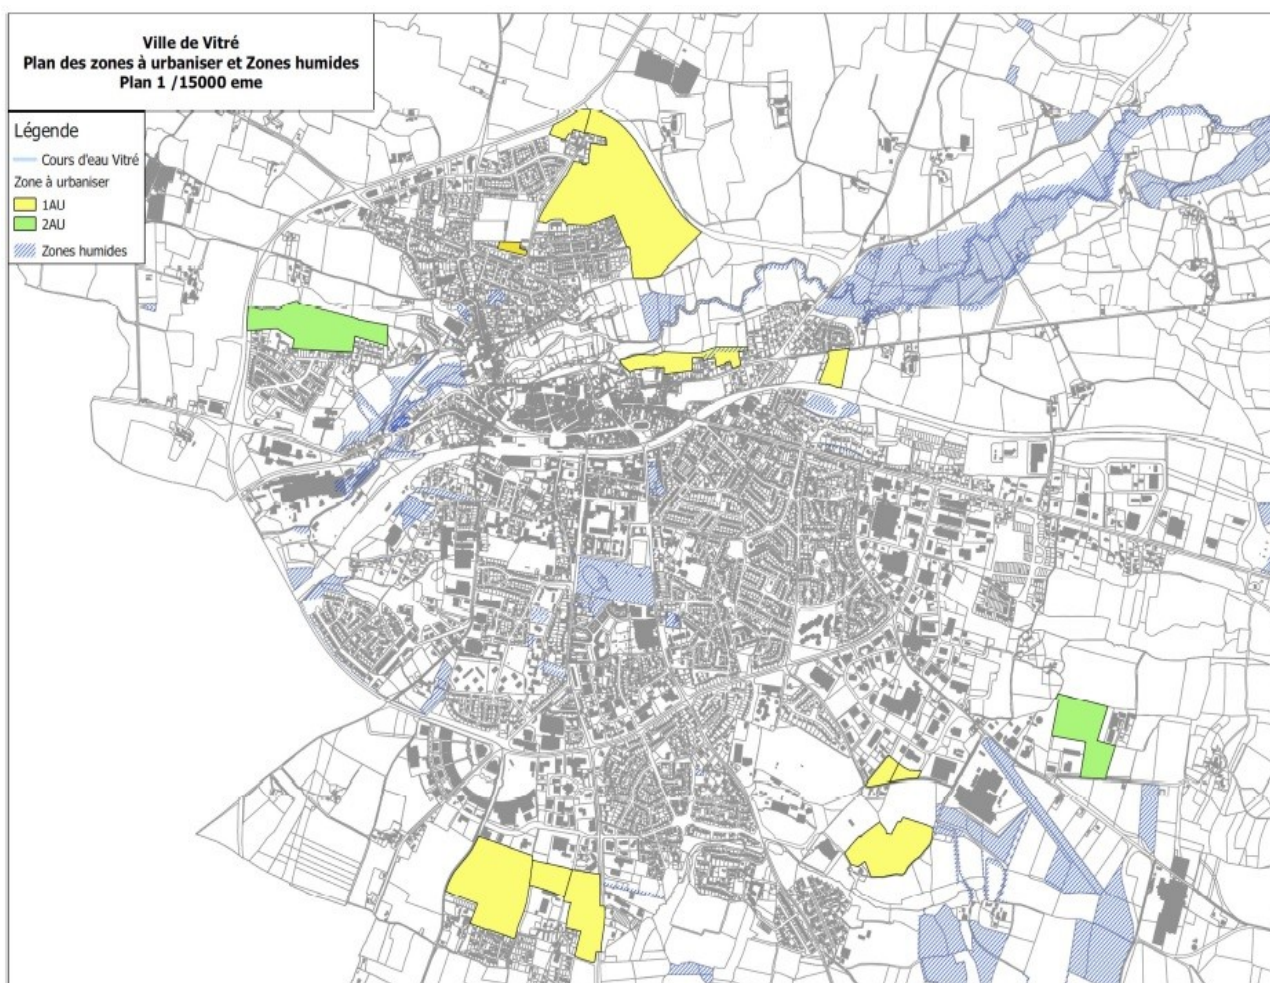 Ville de Vitré
Plan des zones à urbaniser et Zones humides
Plan 1 /15000 eme
Légende
Cours d'eau Vitré
Zone à urbaniser
1AU
2AU
Zones humides